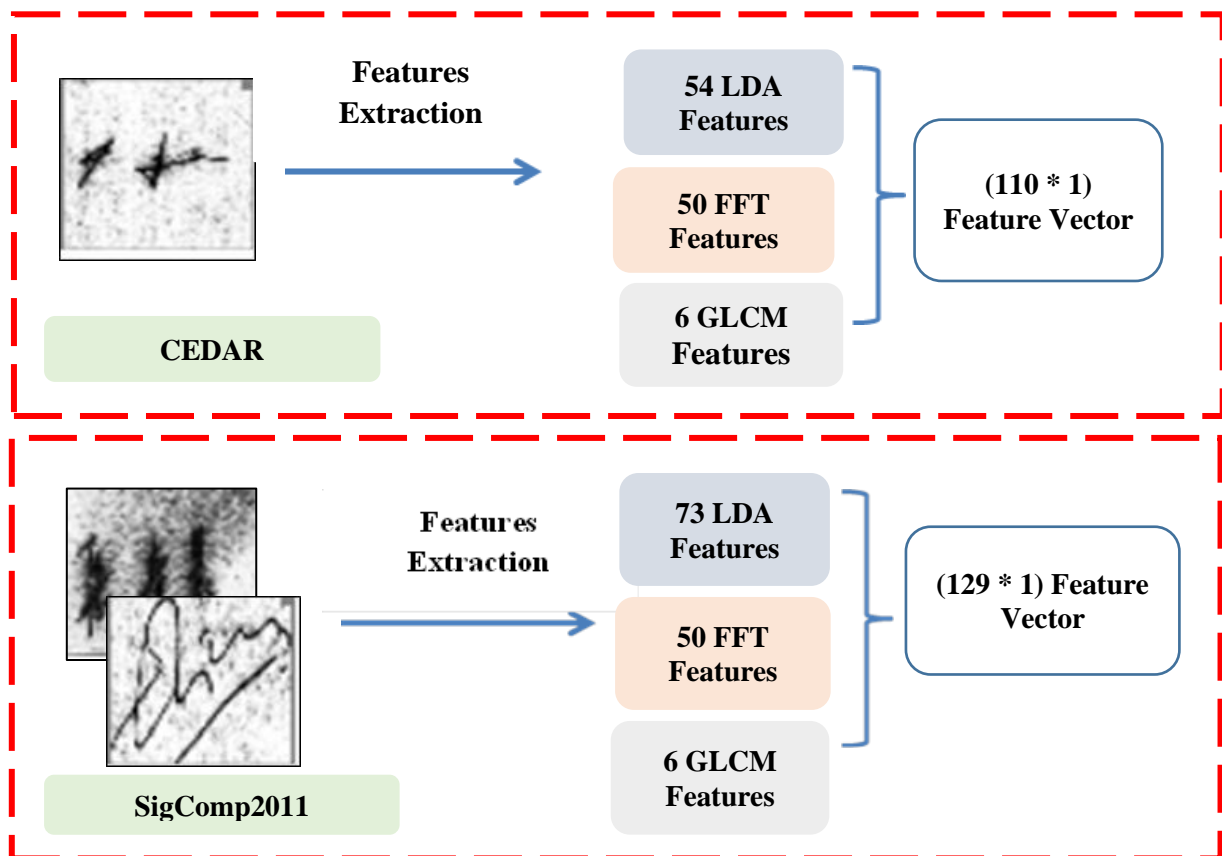 Features
Extraction
54 LDA
Features
50 FFT
Features
6 GLCM
Features
(110 * 1)
Feature Vector
CEDAR
Features
Extraction
73 LDA
Features
50 FFT
Features
6 GLCM
Features
(129 * 1) Feature
Vector
SigComp2011